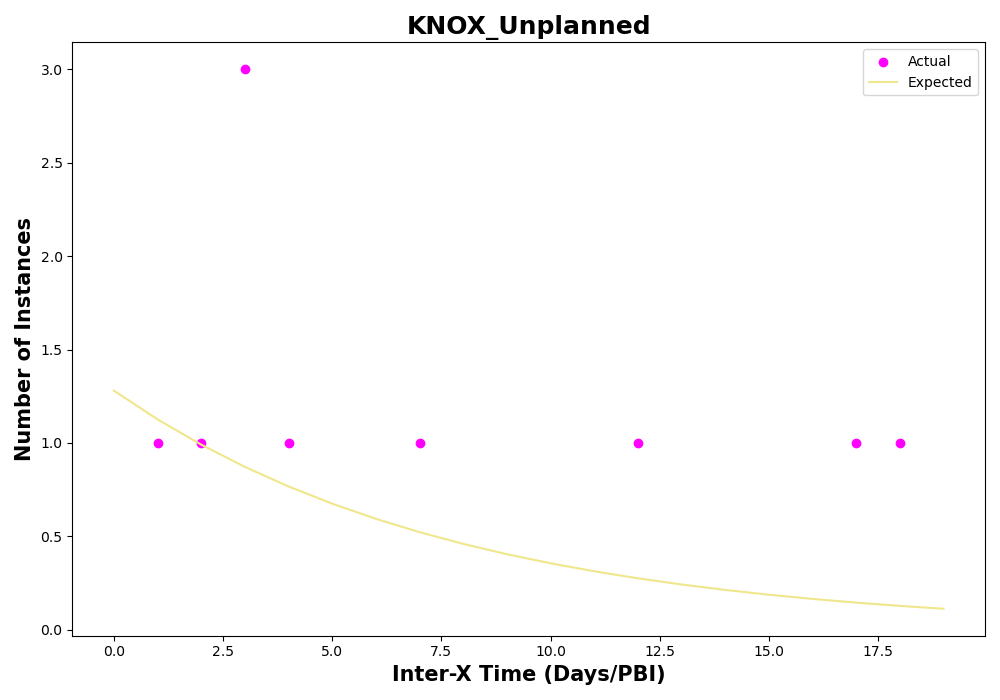 KNOX_Unplanned
Actual
Expected
3.0
2.5
2.0
1.5
1.0
0.5
0.0
Number of Instances
0.0 2.5 5.0 7.5 10.0 12.5 15.0 17.5
Inter-X Time (Days/PBI)